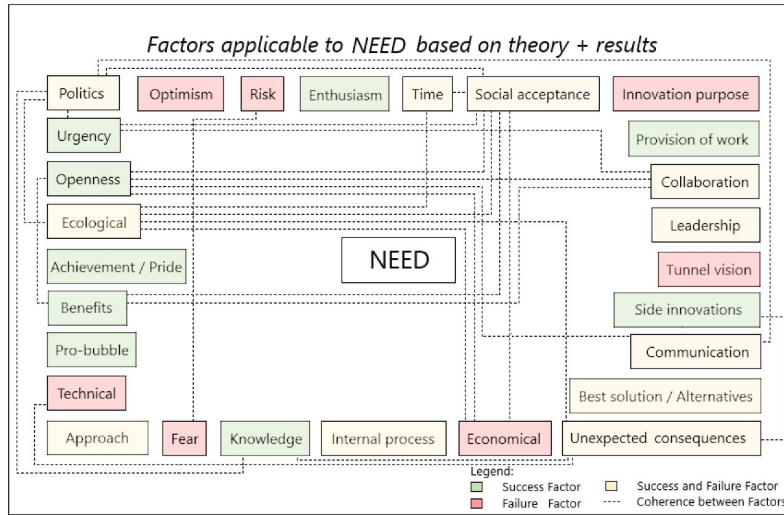 Factors applicable to NEED based on theory + results
Politics
Optimism
Risk
Enthusiasm
Time
Social acceptance
Innovation purpose
Urgency
Provision of work
Openness
Collaboration
Ecological
Leadership
NEED
Achievement / Pride
Tunnel vision
Benefits
Side innovations
Pro-bubble
Communication
Technical
Best solution / Alternatives
Approach
Fear
Knowledge
Internal process
Economical
Unexpected consequences
Legend:
Success Factor
Success and Failure Factor
Failure Factor
Coherence between Factors